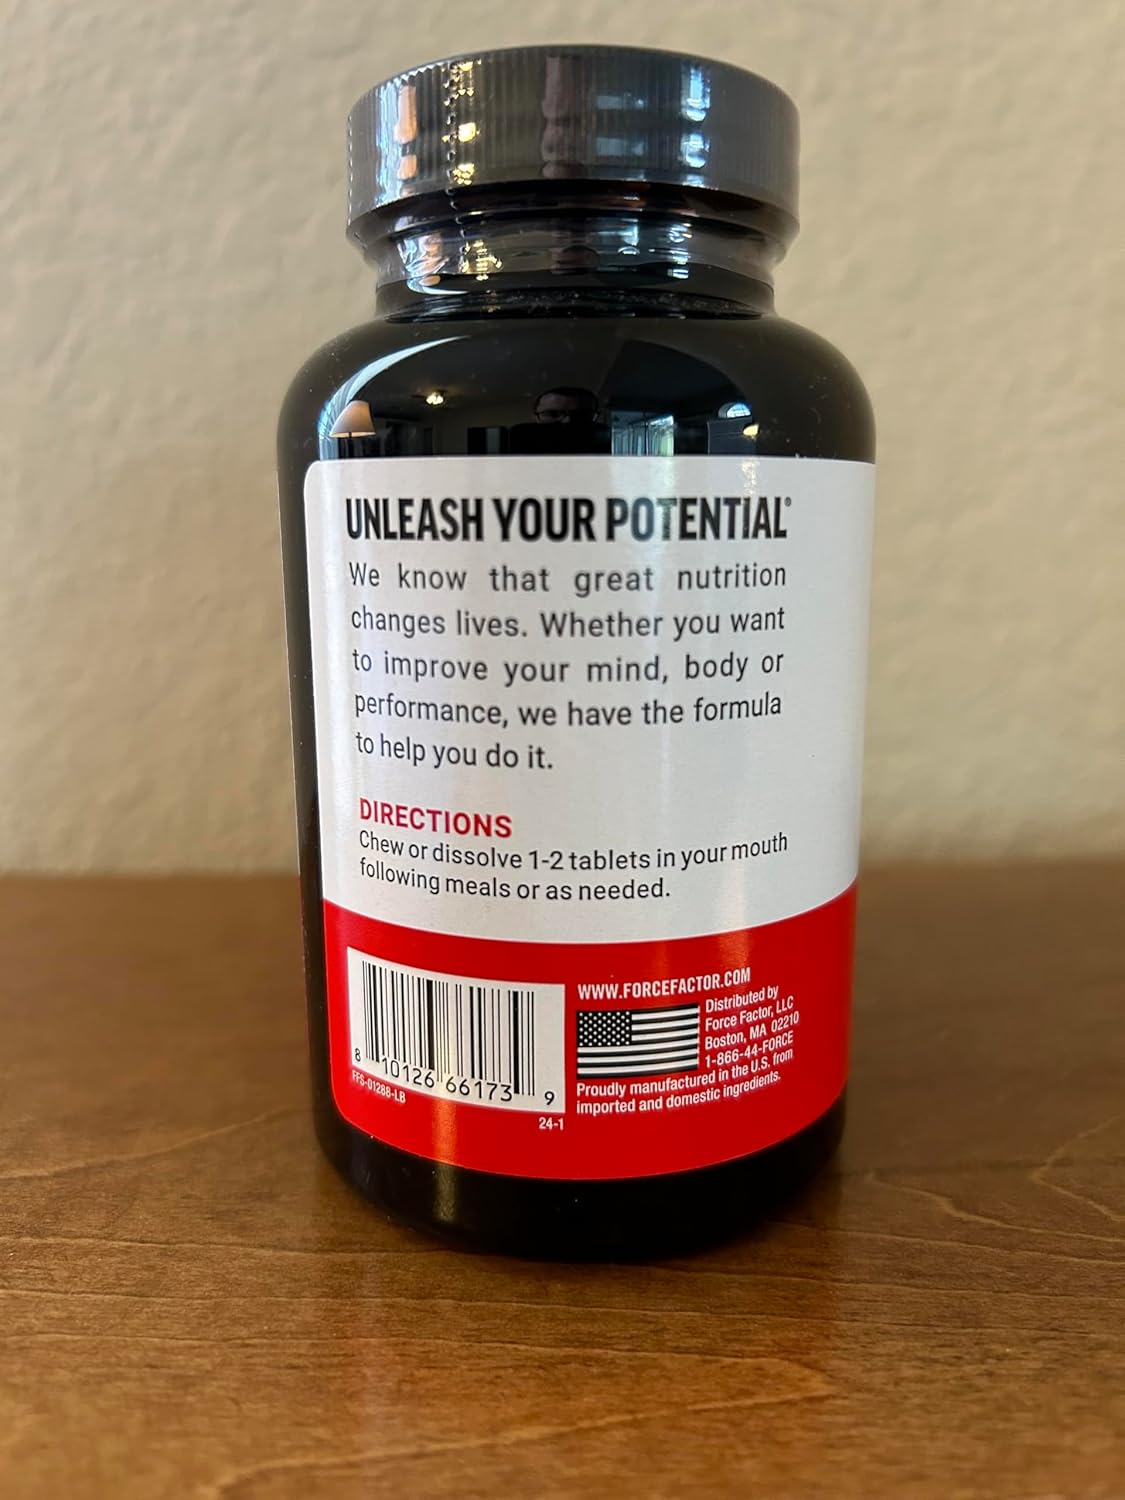 UNLEASH YOUR POTENTIAL®
We know that great nutrition
changes lives. Whether you want
to improve your mind, body or
performance, we have the formula
to help you do it.
DIRECTIONS
Chew or dissolve 1-2 tablets in your mouth
following meals or as needed.
8 10126 66173 9
FFS-01288-LB
24-1
WWW.FORCEFACTOR.COM
Distributed by
Force Factor, LLC
Boston, MA 02210
1-866-44-FORCE
Proudly manufactured in the U.S. from
imported and domestic ingredients.